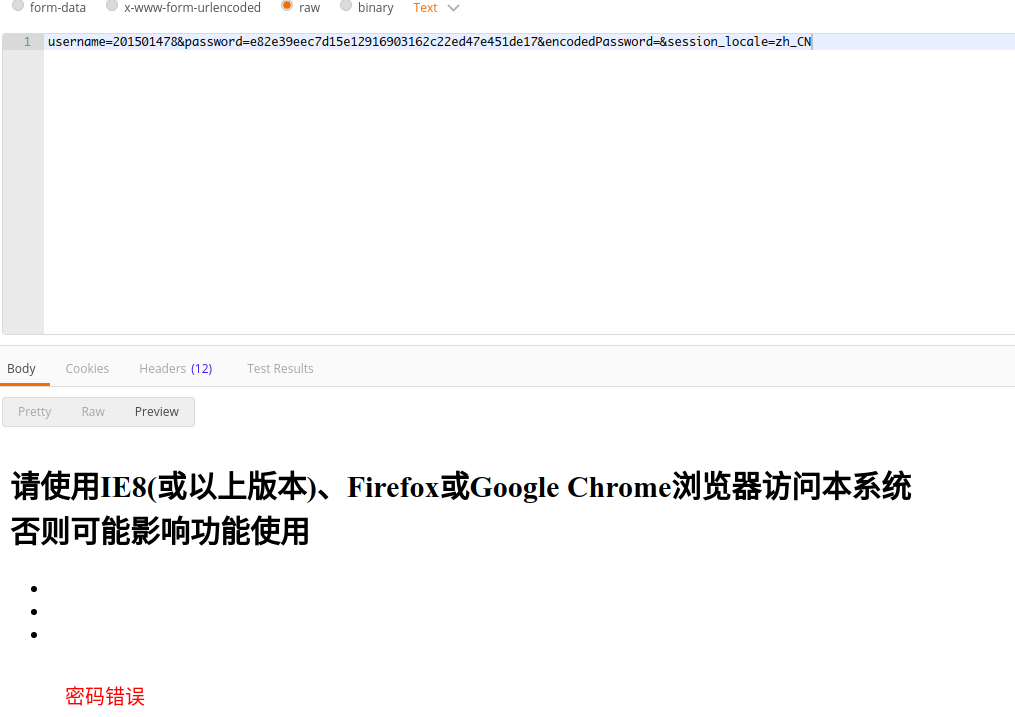 form-data x-www-form-urlencoded raw binary Text
1 username=201501478&password=e82e39eec7d15e12916903162c22ed47e451de17&encodedPassword=&session_locale=zh_CN
Body Cookies Headers (12) Test Results
Pretty Raw Preview
请使用IE8(或以上版本)、Firefox或Google Chrome浏览器访问本系统
否则可能影响功能使用
密码错误